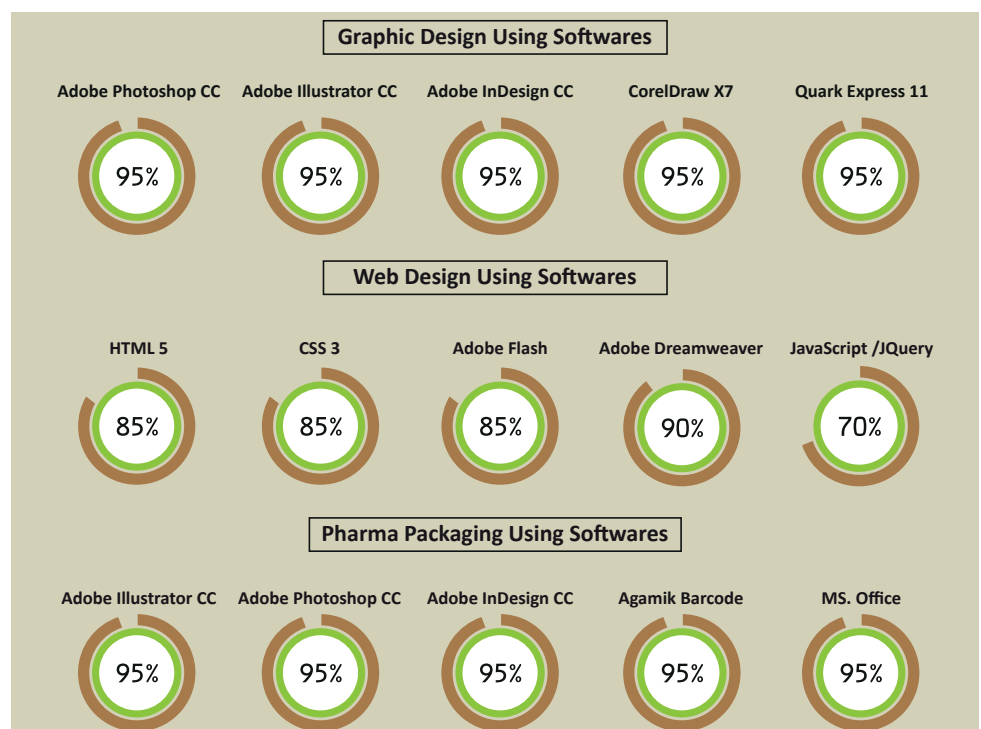 Graphic Design Using Softwares
Adobe Photoshop CC Adobe Illustrator CC Adobe InDesign CC CorelDraw X7 Quark Express 11
95% 95% 95% 95% 95%
Web Design Using Softwares
HTML 5 CSS 3 Adobe Flash Adobe Dreamweaver JavaScript /JQuery
85% 85% 85% 90% 70%
Pharma Packaging Using Softwares
Adobe Illustrator CC Adobe Photoshop CC Adobe InDesign CC Agamik Barcode MS. Office
95% 95% 95% 95% 95%